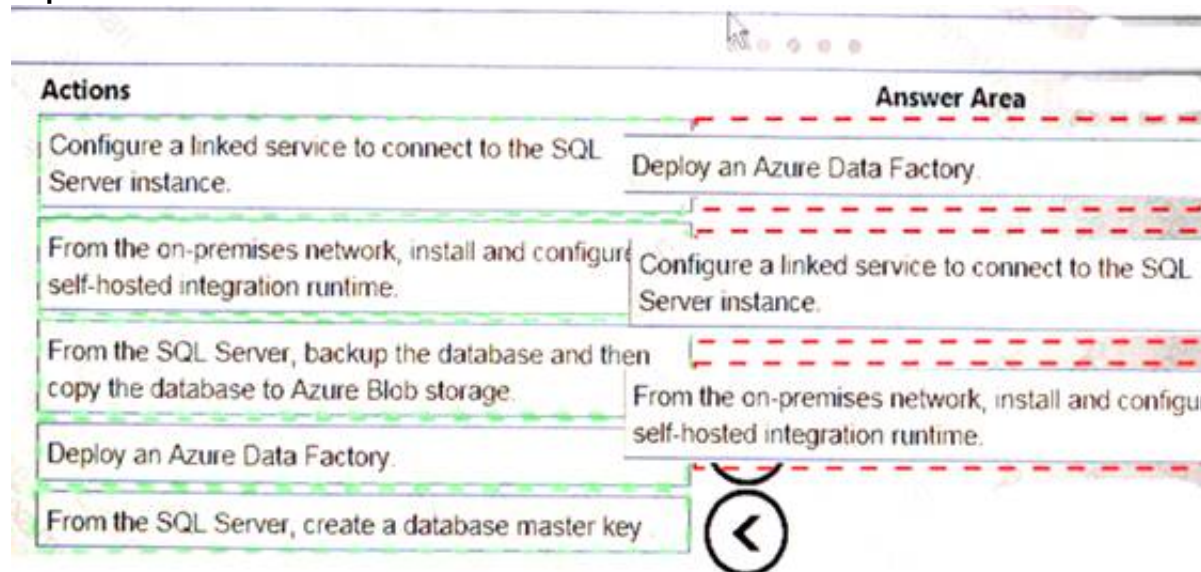 Actions
Answer Area
Configure a linked service to connect to the SQL
Server instance.
From the on-premises network, install and configure
self-hosted integration runtime.
From the SQL Server, backup the database and then
copy the database to Azure Blob storage.
Deploy an Azure Data Factory.
From the SQL Server, create a database master key
Deploy an Azure Data Factory.
Configure a linked service to connect to the SQL
Server instance.
From the on-premises network, install and configu
self-hosted integration runtime.